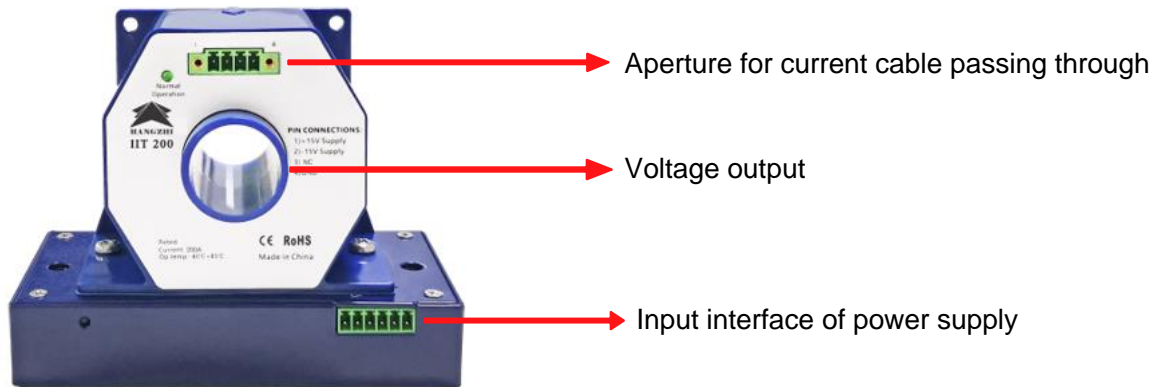 1
Aperture for current cable passing through
Normal
Operation
HANGZHI
IIT 200
PIN CONNECTIONS:
1)+15V Supply
2)-15V Supply
3) NC
Voltage output
Rated
Current: 200A
CE RoHS
Made in China
Input interface of power supply